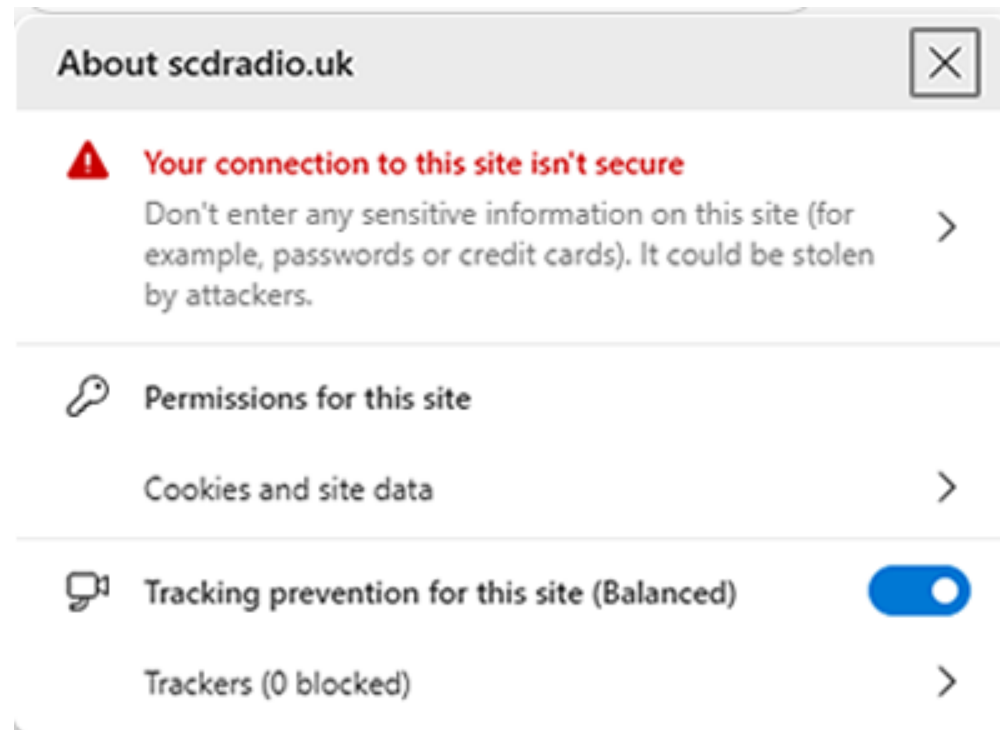 About scdradio.uk
Your connection to this site isn't secure
Don't enter any sensitive information on this site (for
example, passwords or credit cards). It could be stolen
by attackers.
Permissions for this site
Cookies and site data
Tracking prevention for this site (Balanced)
Trackers (0 blocked)